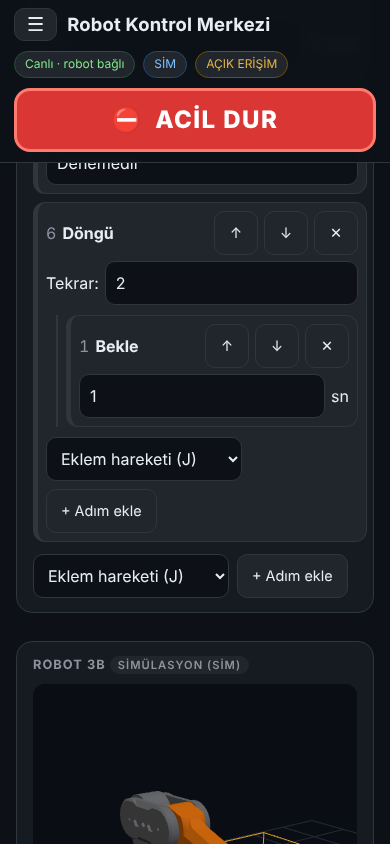 ☰ Robot Kontrol Merkezi
Canlı · robot bağlı SİM AÇIK ERİŞİM
⛔ ACİL DUR
Denemedir
6 Döngü ↑ ↓ ×
Tekrar: 2
1 Bekle ↑ ↓ ×
1 sn
Eklem hareketi (J)
+ Adım ekle
Eklem hareketi (J) + Adım ekle
ROBOT 3B SİMÜLASYON (SİM)